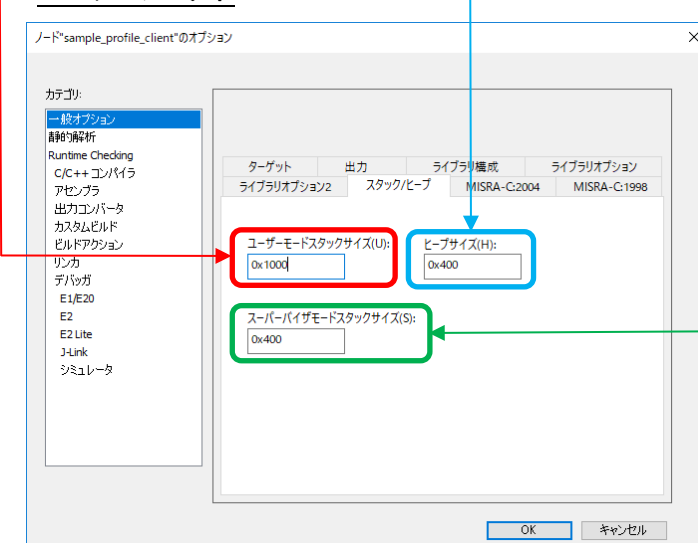 ノード"sample_profile_client"のオプション
カテゴリ:
一般オプション
静的解析
Runtime Checking
C/C++ コンパイラ
アセンブラ
出力コンバータ
カスタムビルド
ビルドアクション
リンカ
デバッガ
E1/E20
E2
E2 Lite
J-Link
シミュレータ
ターゲット 出力 ライブラリ構成 ライブラリオプション
ライブラリオプション2 スタック/ヒープ MISRA-C:2004 MISRA-C:1998
ユーザーモードスタックサイズ(U): ヒープサイズ(H):
0x1000 0x400
スーパーバイザモードスタックサイズ(S):
0x400
OK キャンセル